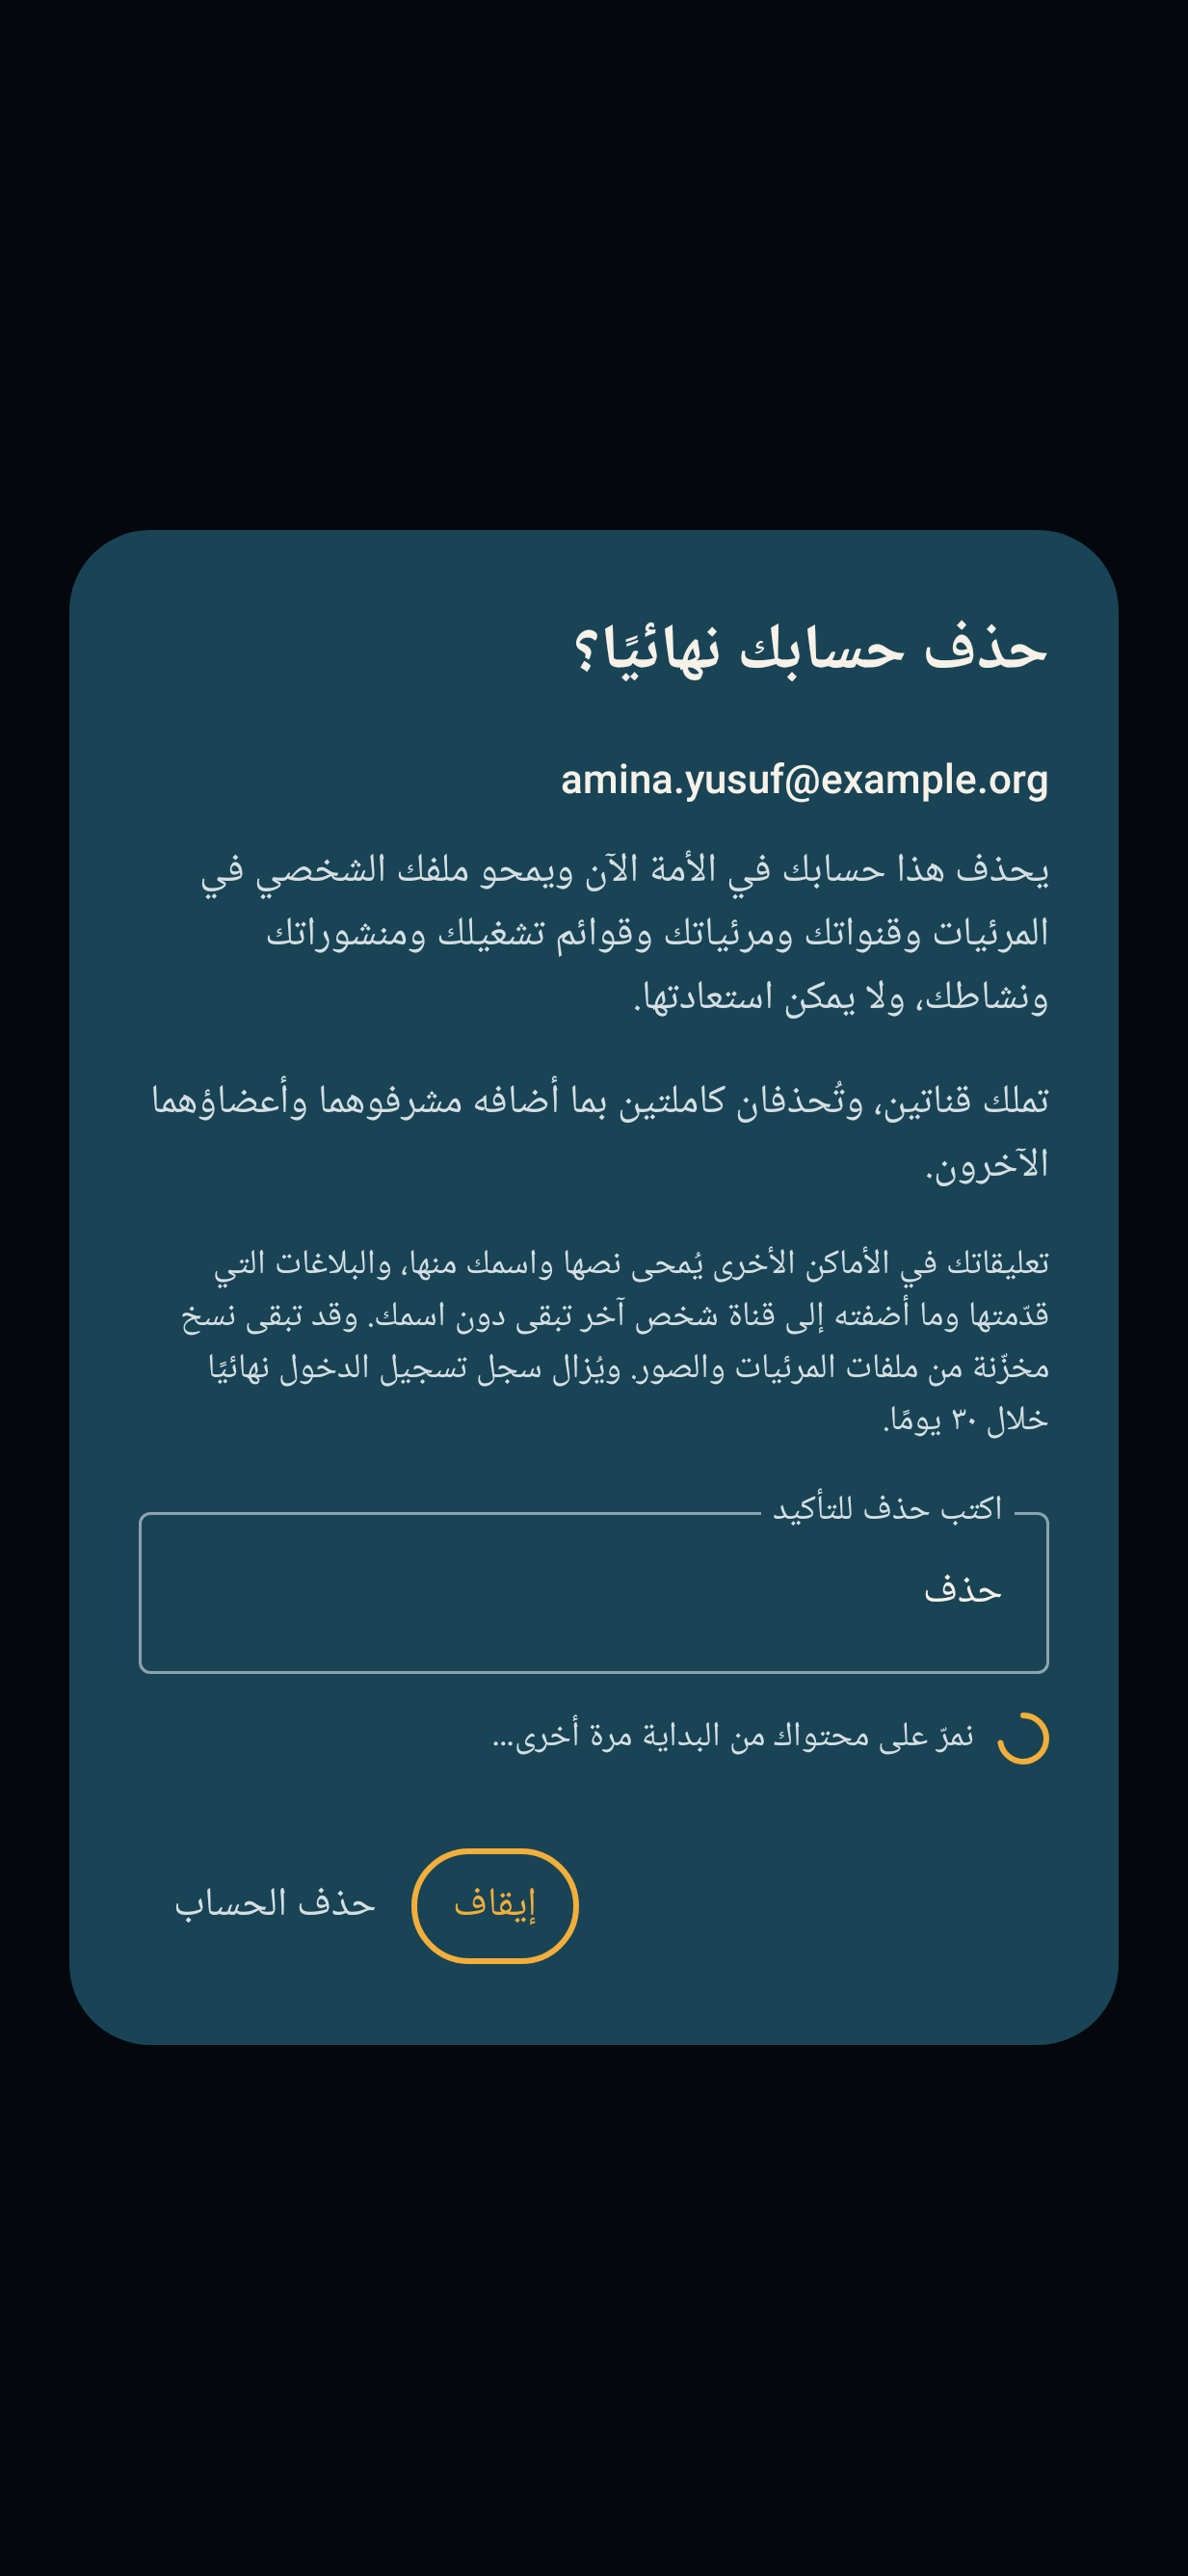 حذف حسابك نهائيًا؟
amina.yusuf@example.org
يحذف هذا حسابك في الأمة الآن ويمحو ملفك الشخصي في
المرئيات وقنواتك ومرئياتك وقوائم تشغيلك ومنشوراتك
ونشاطك، ولا يمكن استعادتها.
تملك قناتين، وتُحذفان كاملتين بما أضافه مشرفوهما وأعضاؤهما
الآخرون.
تعليقاتك في الأماكن الأخرى يُمحى نصها واسمك منها، والبلاغات التي
قدّمتها وما أضفته إلى قناة شخص آخر تبقى دون اسمك. وقد تبقى نسخ
مخزّنة من ملفات المرئيات والصور. ويُزال سجل تسجيل الدخول نهائيًا
خلال ٣٠ يومًا.
اكتب حذف للتأكيد
حذف
نمرّ على محتواك من البداية مرة أخرى…
إيقاف
حذف الحساب